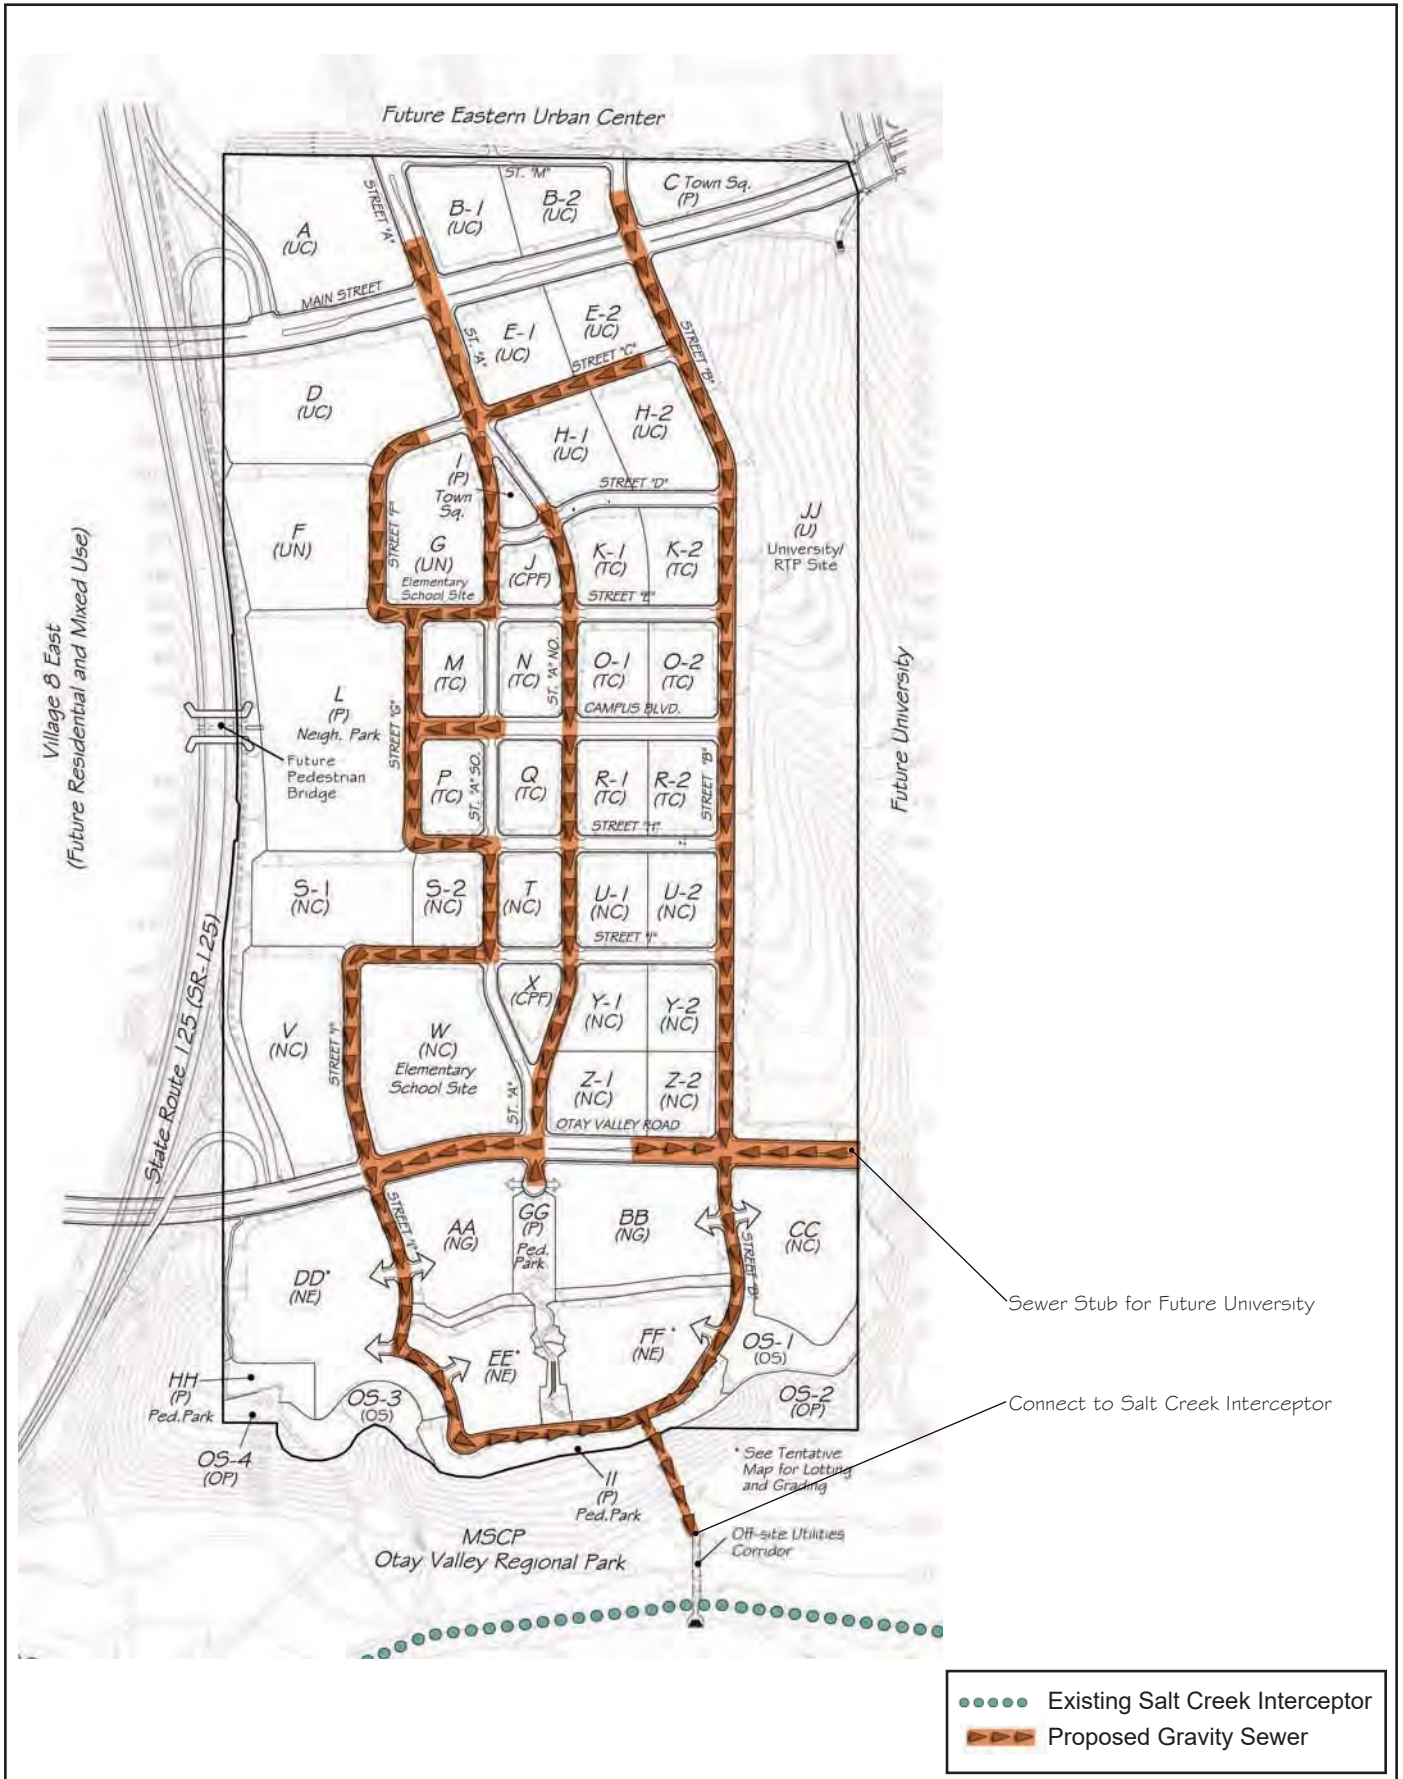 Future Eastern Urban Center
ST. "M"
C Town Sq.
(P)
STREET "A"
B-1
(UC)
B-2
(UC)
A
(UC)
MAIN STREET
E-1
(UC)
E-2
(UC)
ST. "A"
STREET "C"
STREET "B"
D
(UC)
H-1
(UC)
H-2
(UC)
I
(P)
Town
Sq.
STREET "D"
F
(UN)
STREET "F"
G
(UN)
Elementary
School Site
J
(CPF)
K-1
(TC)
K-2
(TC)
STREET "E"
JJ
(U)
University/
RTP Site
Village 8 East
(Future Residential and Mixed Use)
Future University
L
(P)
Neigh. Park
STREET "G"
M
(TC)
N
(TC)
ST. "A" NO.
O-1
(TC)
O-2
(TC)
CAMPUS BLVD.
Future
Pedestrian
Bridge
P
(TC)
ST. "A" SO.
Q
(TC)
R-1
(TC)
R-2
(TC)
STREET "B"
STREET "H"
S-1
(NC)
S-2
(NC)
T
(NC)
U-1
(NC)
U-2
(NC)
STREET "I"
State Route 125 (SR-125)
V
(NC)
STREET "I"
W
(NC)
Elementary
School Site
X
(CPF)
Y-1
(NC)
Y-2
(NC)
ST. "A"
Z-1
(NC)
Z-2
(NC)
OTAY VALLEY ROAD
STREET "I"
AA
(NG)
GG
(P)
Ped.
Park
BB
(NG)
STREET "B"
CC
(NC)
DD*
(NE)
EE*
(NE)
FF *
(NE)
OS-1
(OS)
OS-2
(OP)
HH
(P)
Ped.Park
OS-3
(OS)
OS-4
(OP)
II
(P)
Ped.Park
* See Tentative
Map for Lotting
and Grading
Sewer Stub for Future University
Connect to Salt Creek Interceptor
Off-site Utilities
Corridor
MSCP
Otay Valley Regional Park
Existing Salt Creek Interceptor
Proposed Gravity Sewer